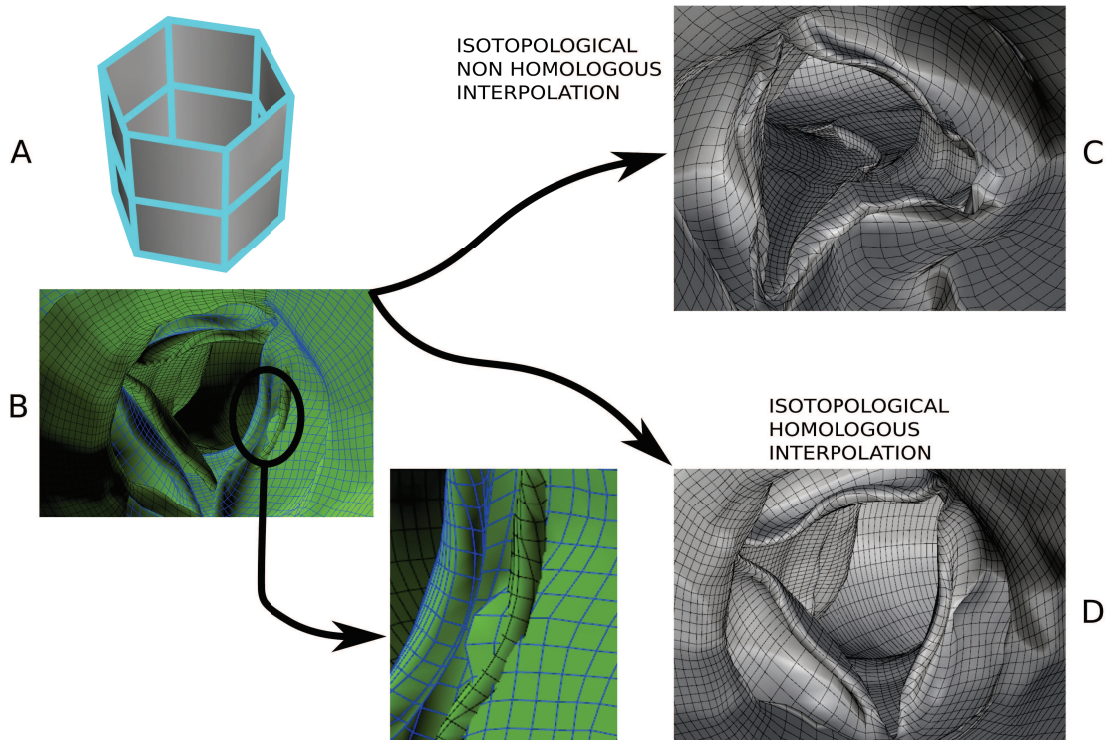 A
ISOTOPOLOGICAL
NON HOMOLOGOUS
INTERPOLATION
C
B
ISOTOPOLOGICAL
HOMOLOGOUS
INTERPOLATION
D